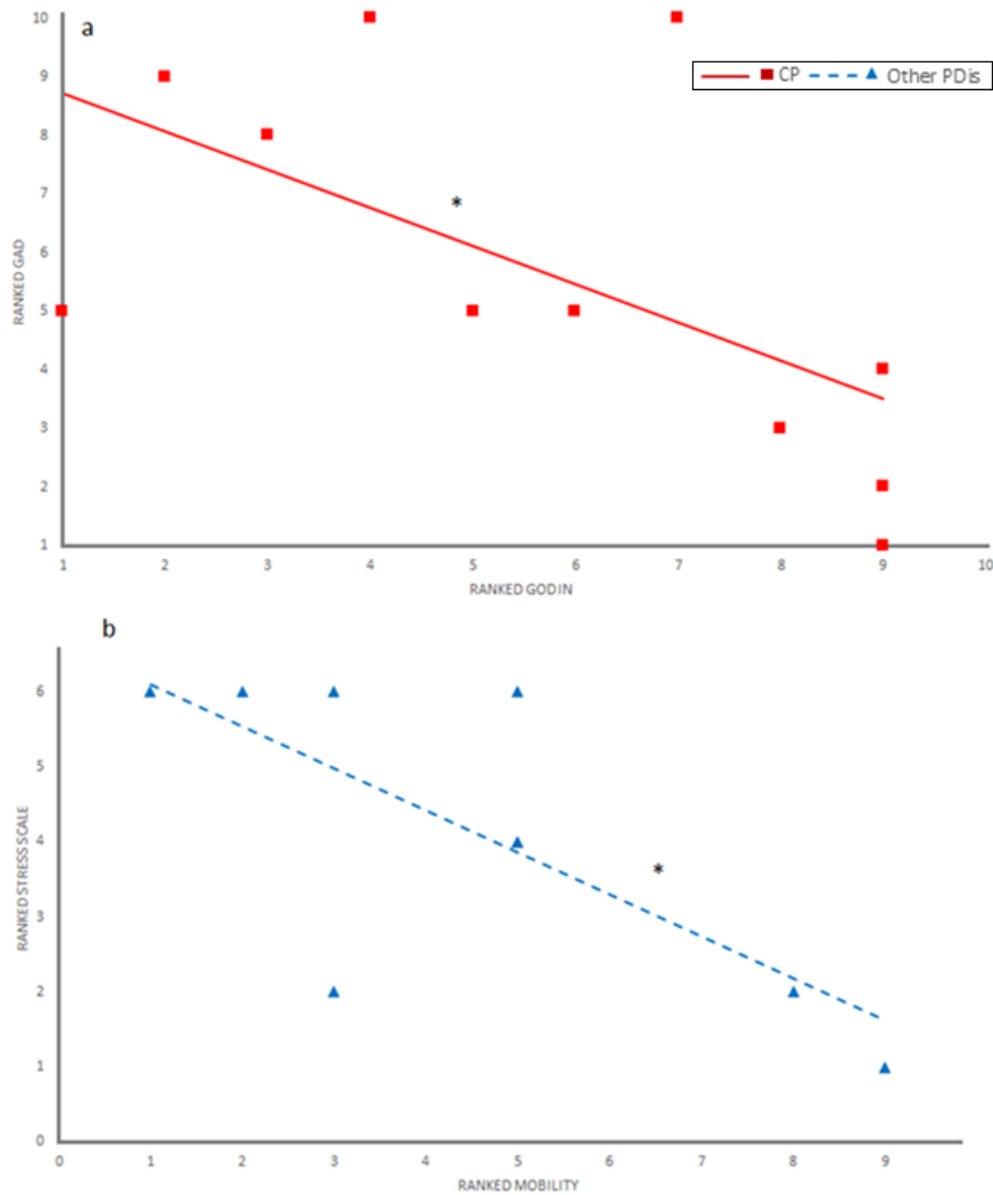 a
10
9
8
7
6
5
4
3
2
1
RANKED GAD
CP Other PDis
*
1 2 3 4 5 6 7 8 9 10
RANKED GODIN
b
6
5
4
3
2
1
0
RANKED STRESS SCALE
*
0 1 2 3 4 5 6 7 8 9
RANKED MOBILITY